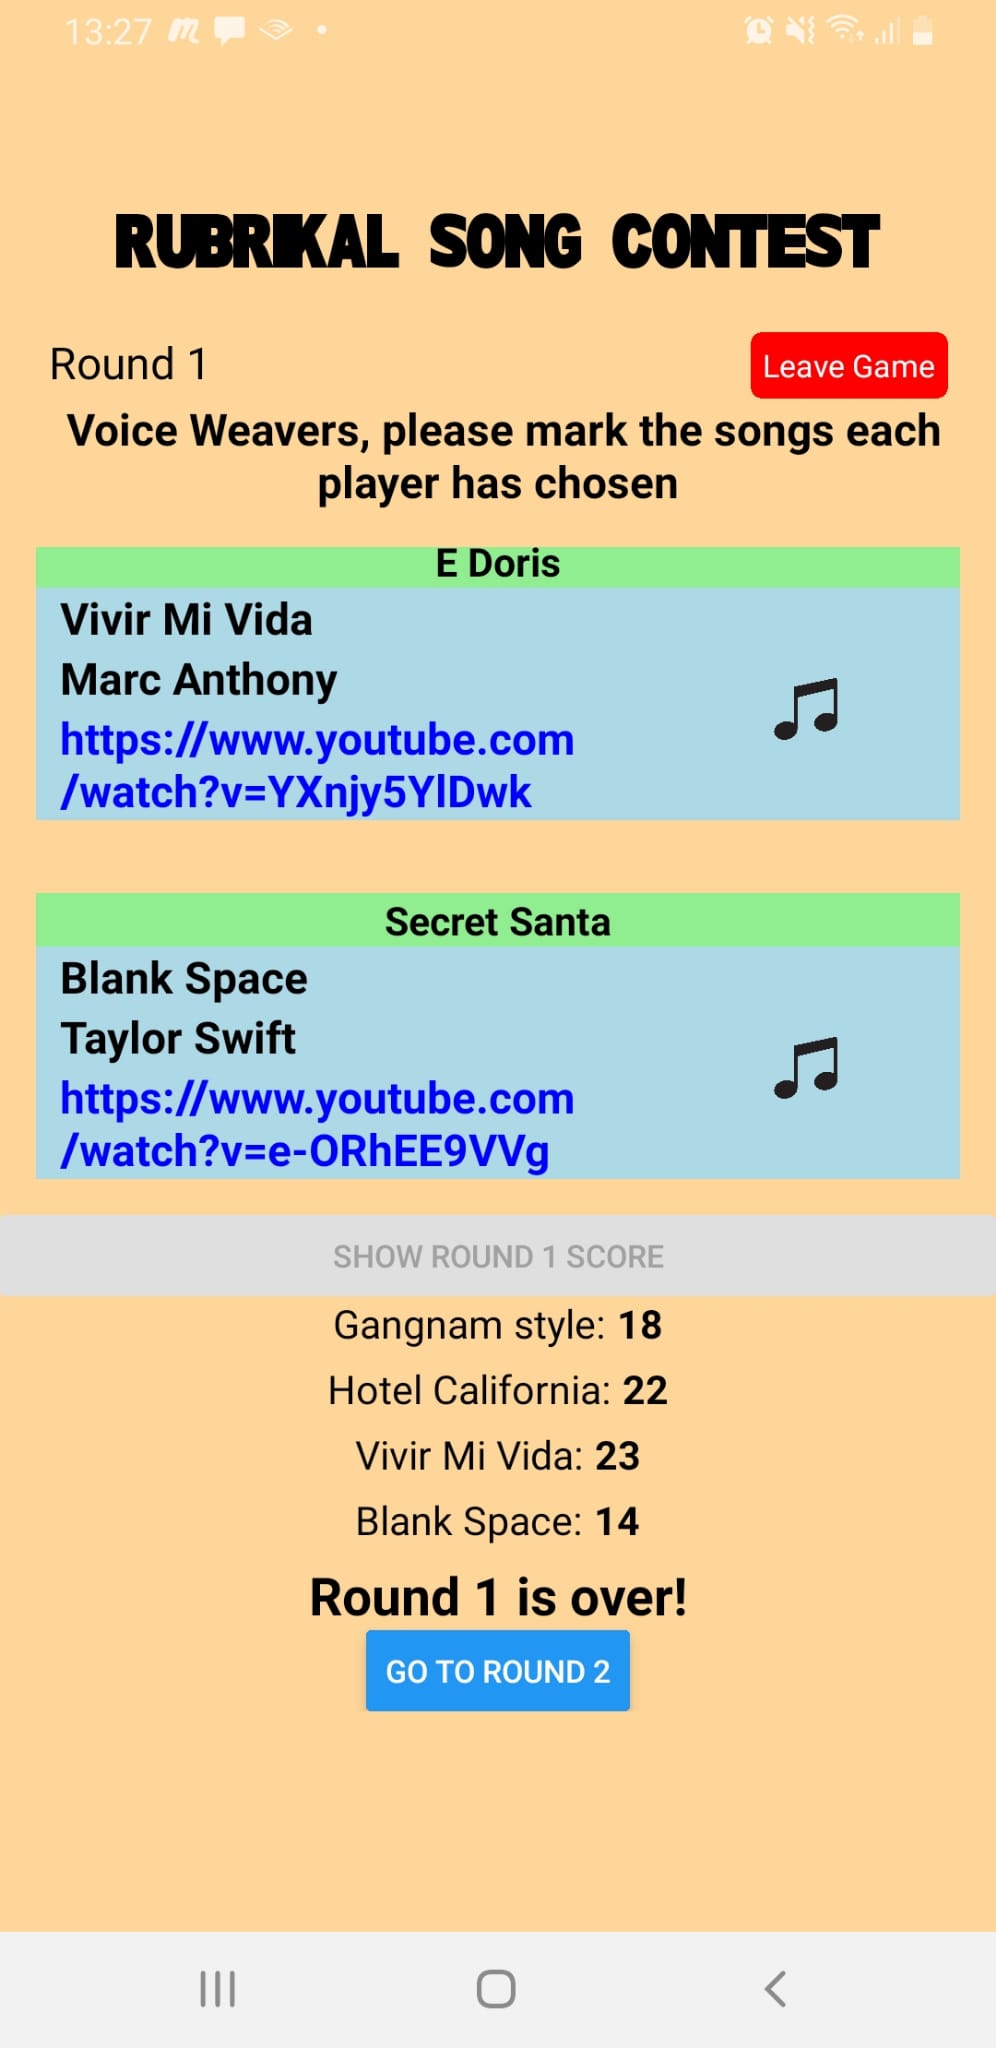 13:27
RUBRIKAL SONG CONTEST
Round 1
Leave Game
Voice Weavers, please mark the songs each
player has chosen
E Doris
Vivir Mi Vida
Marc Anthony
https://www.youtube.com
/watch?v=YXnjy5YlDwk
Secret Santa
Blank Space
Taylor Swift
https://www.youtube.com
/watch?v=e-ORhEE9VVg
SHOW ROUND 1 SCORE
Gangnam style: 18
Hotel California: 22
Vivir Mi Vida: 23
Blank Space: 14
Round 1 is over!
GO TO ROUND 2